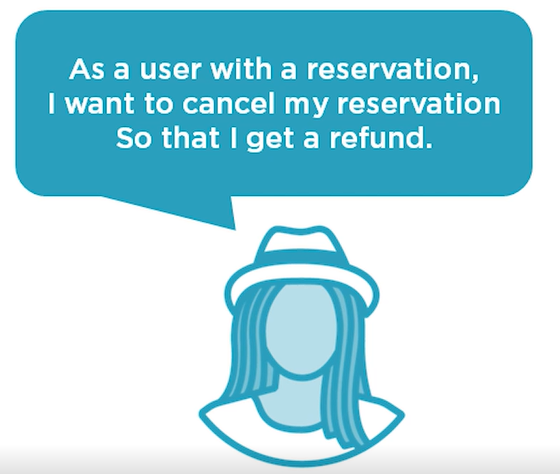 As a user with a reservation,
I want to cancel my reservation
So that I get a refund.